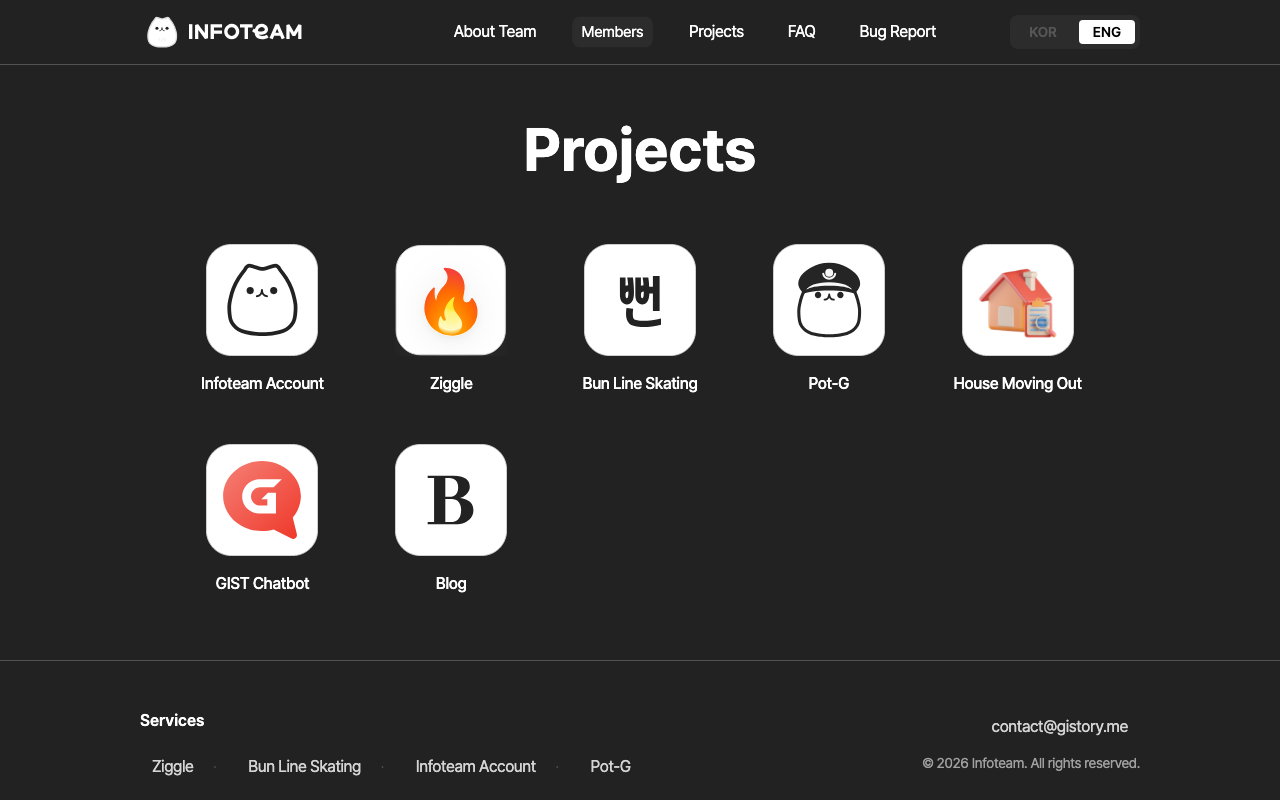 INFOTEAM
About Team
Members
Projects
FAQ
Bug Report
KOR
ENG
Projects
Infoteam Account
Ziggle
뻔
Bun Line Skating
Pot-G
House Moving Out
G
GIST Chatbot
B
Blog
Services
Ziggle · Bun Line Skating · Infoteam Account · Pot-G
contact@gistory.me
© 2026 Infoteam. All rights reserved.